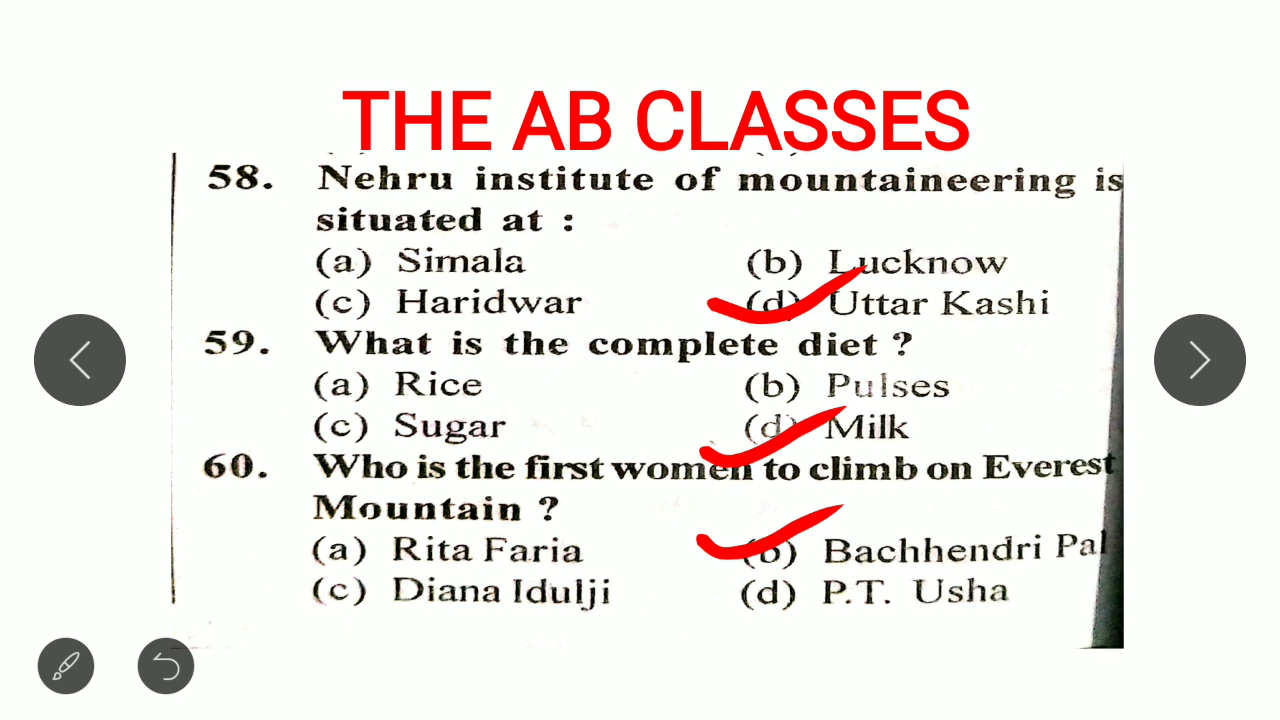 THE AB CLASSES
58. Nehru institute of mountaineering is
situated at :
(a) Simala (b) Lucknow
(c) Haridwar (d) Uttar Kashi
59. What is the complete diet ?
(a) Rice (b) Pulses
(c) Sugar (d) Milk
60. Who is the first women to climb on Everest
Mountain ?
(a) Rita Faria (b) Bachhendri Pal
(c) Diana Idulji (d) P.T. Usha